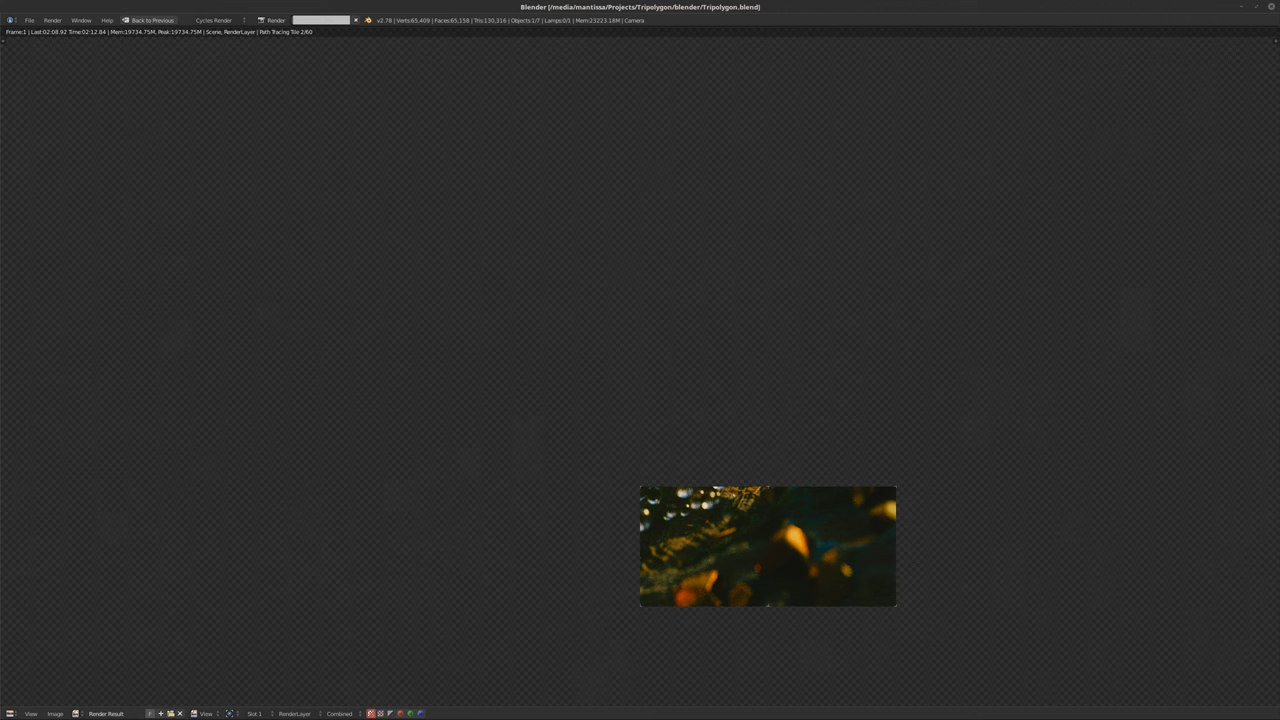 Blender [/media/mantissa/Projects/Tripolygon/blender/Tripolygon.blend]
File Render Window Help Back to Previous Cycles Render Render v2.78 | Verts:65,409 | Faces:65,158 | Tris:130,316 | Objects:1/7 | Lamps:0/1 | Mem:23223.18M | Camera
Frame:1 | Last:02:08.92 Time:02:12.84 | Mem:19734.75M, Peak:19734.75M | Scene, RenderLayer | Path Tracing Tile 2/60
View Image Render Result F View Slot 1 RenderLayer Combined